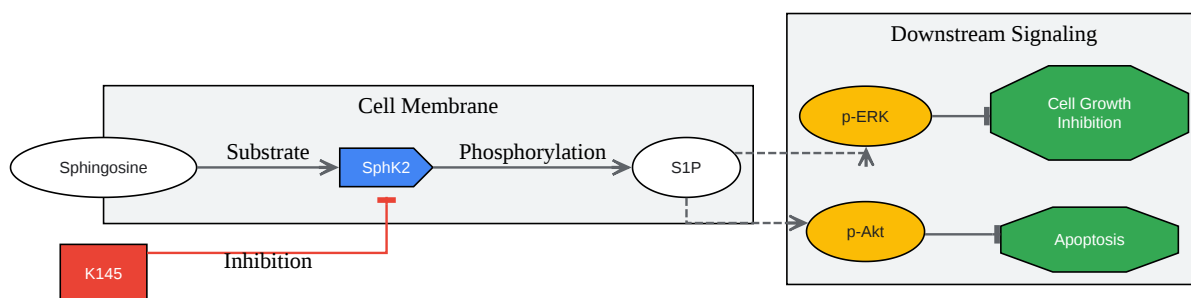 Downstream Signaling
Cell Membrane
Cell Growth
Inhibition
p-ERK
Substrate
Phosphorylation
Sphingosine
SphK2
S1P
p-Akt
Apoptosis
Inhibition
K145